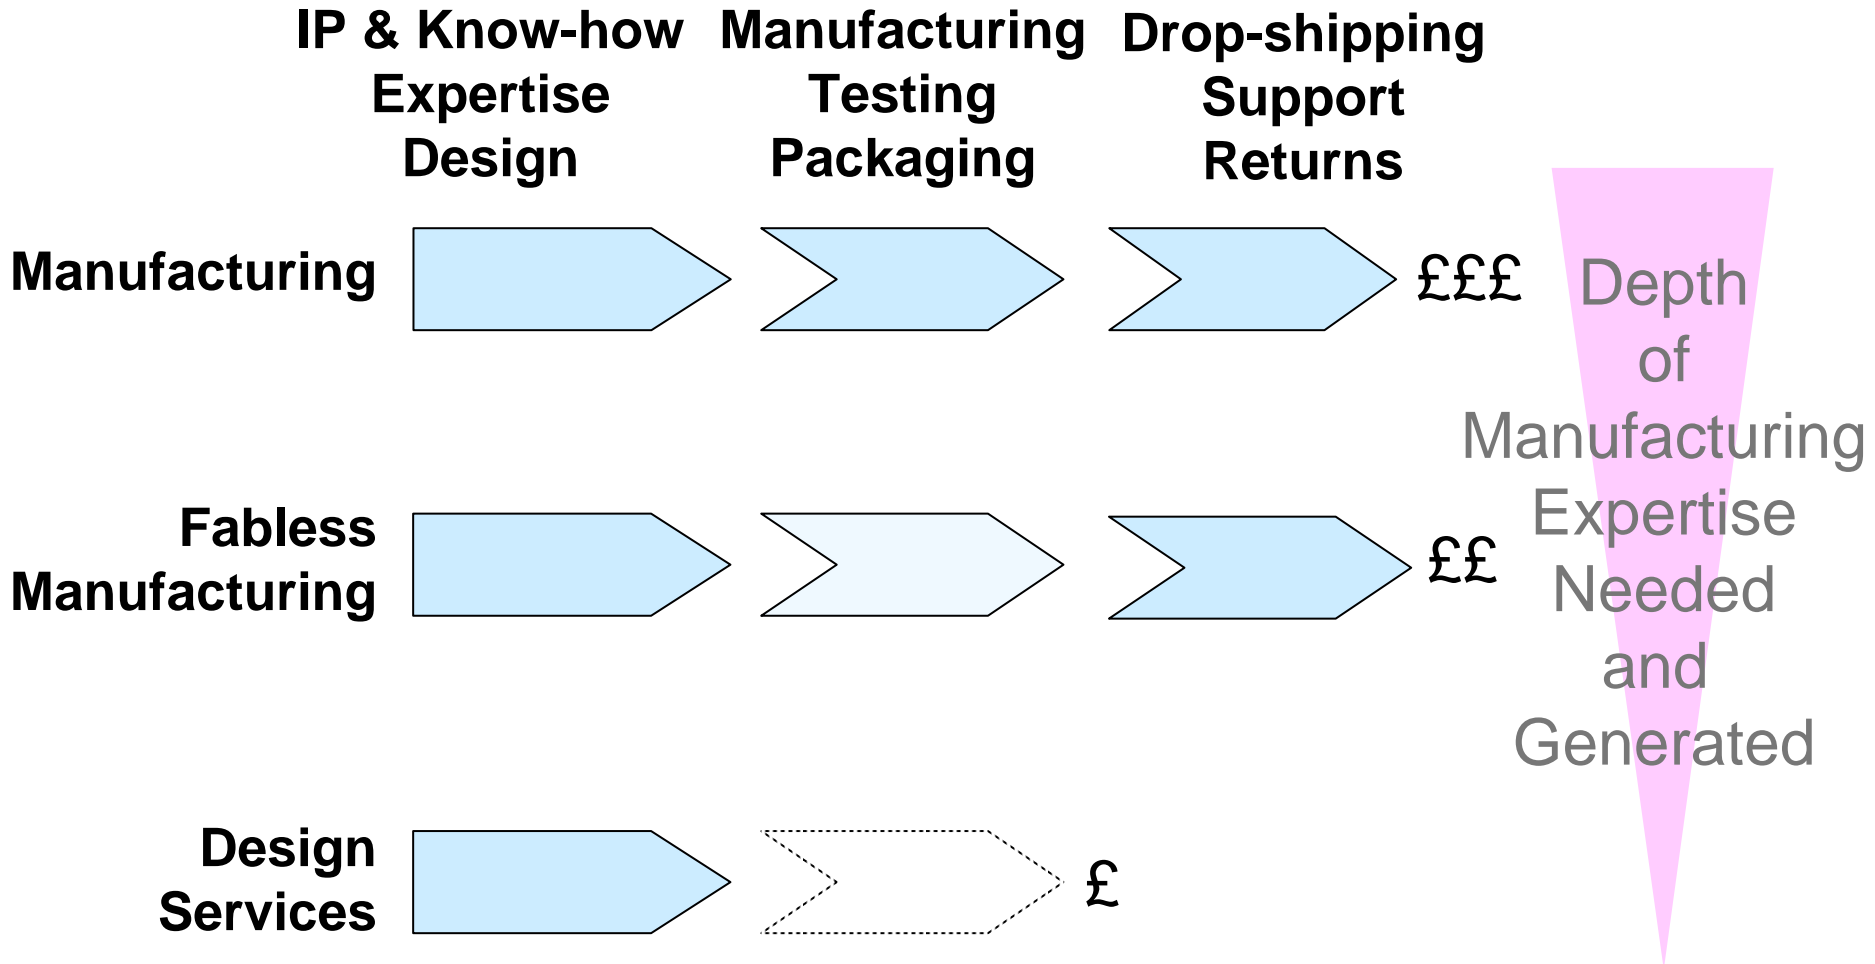 IP & Know-how
Expertise
Design
Manufacturing
Testing
Packaging
Drop-shipping
Support
Returns
Manufacturing
£££
Fabless
Manufacturing
££
Design
Services
£
Depth
of
Manufacturing
Expertise
Needed
and
Generated